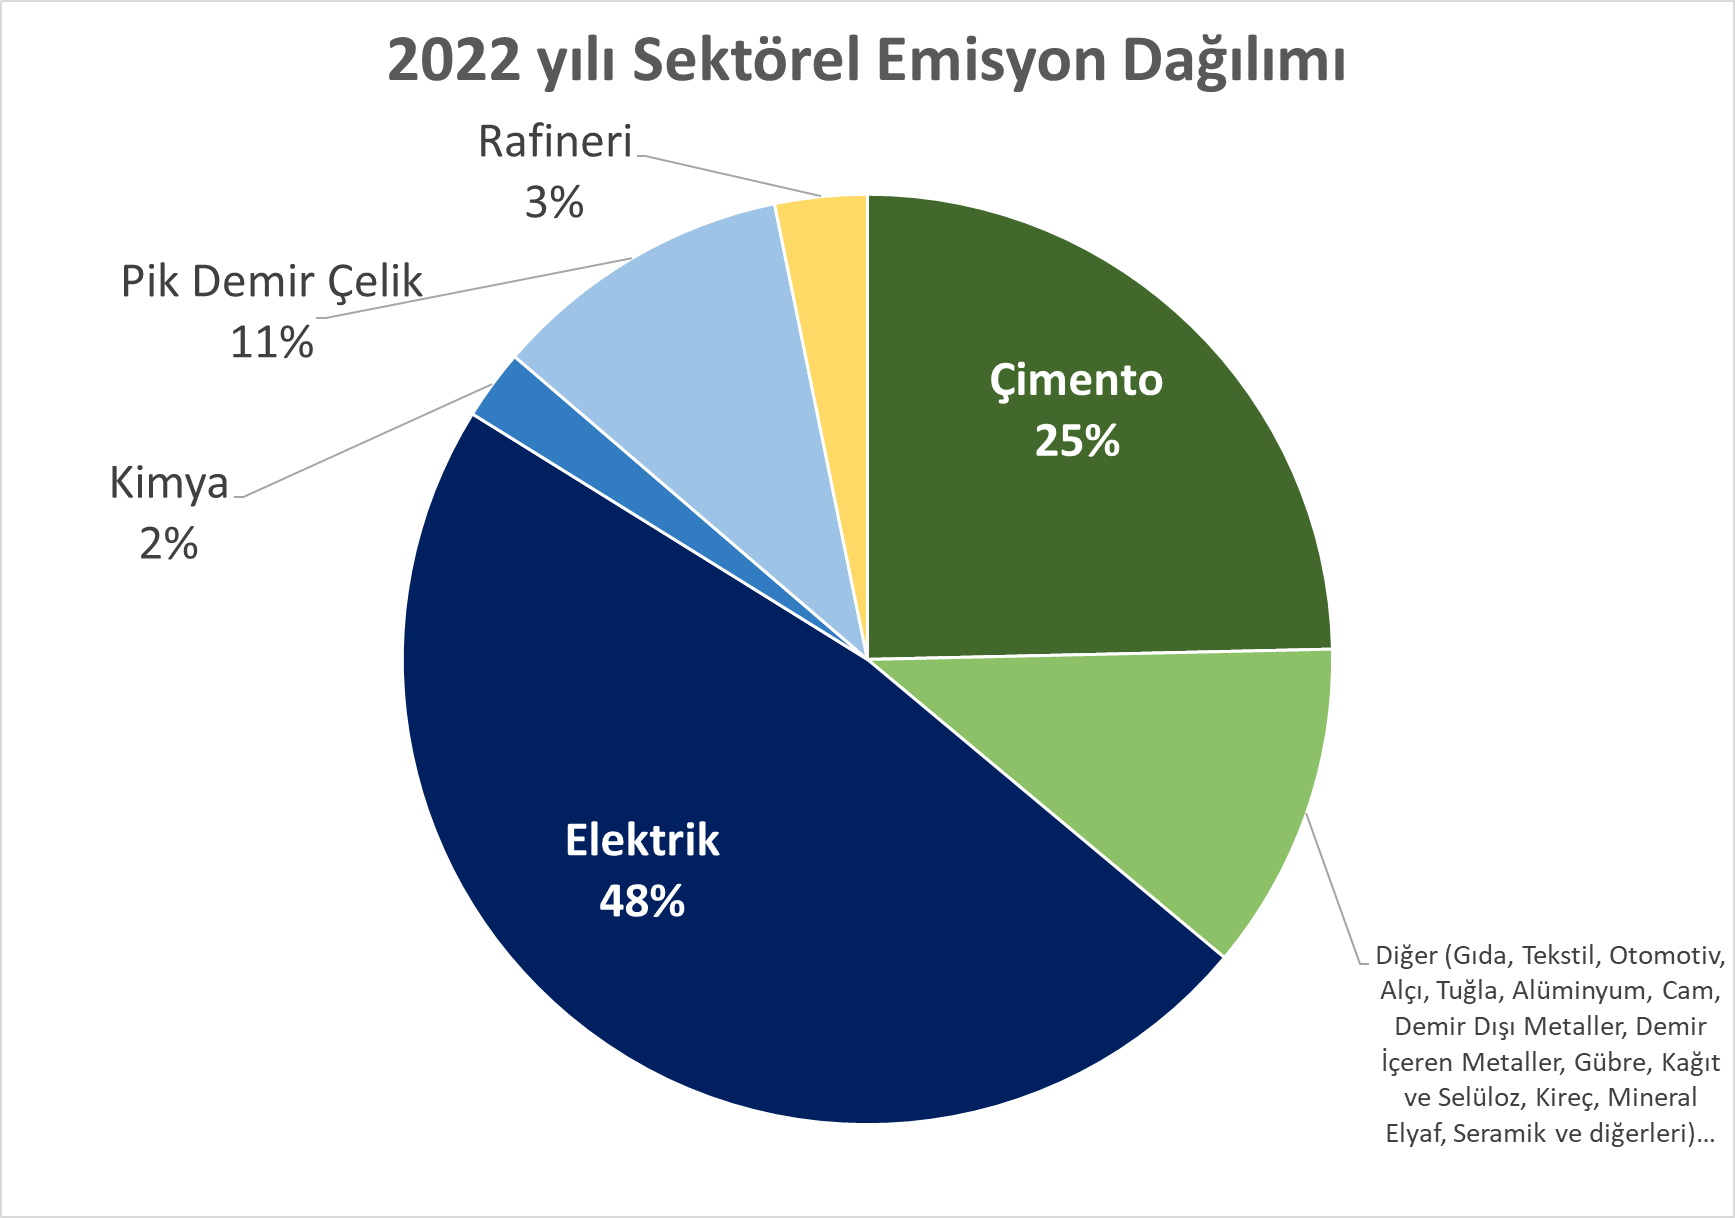 2022 yılı Sektörel Emisyon Dağılımı
Rafineri
3%
Pik Demir Çelik
11%
Kimya
2%
Çimento
25%
Elektrik
48%
Diğer (Gıda, Tekstil, Otomotiv,
Alçı, Tuğla, Alüminyum, Cam,
Demir Dışı Metaller, Demir
İçeren Metaller, Gübre, Kağıt
ve Selüloz, Kireç, Mineral
Elyaf, Seramik ve diğerleri)...